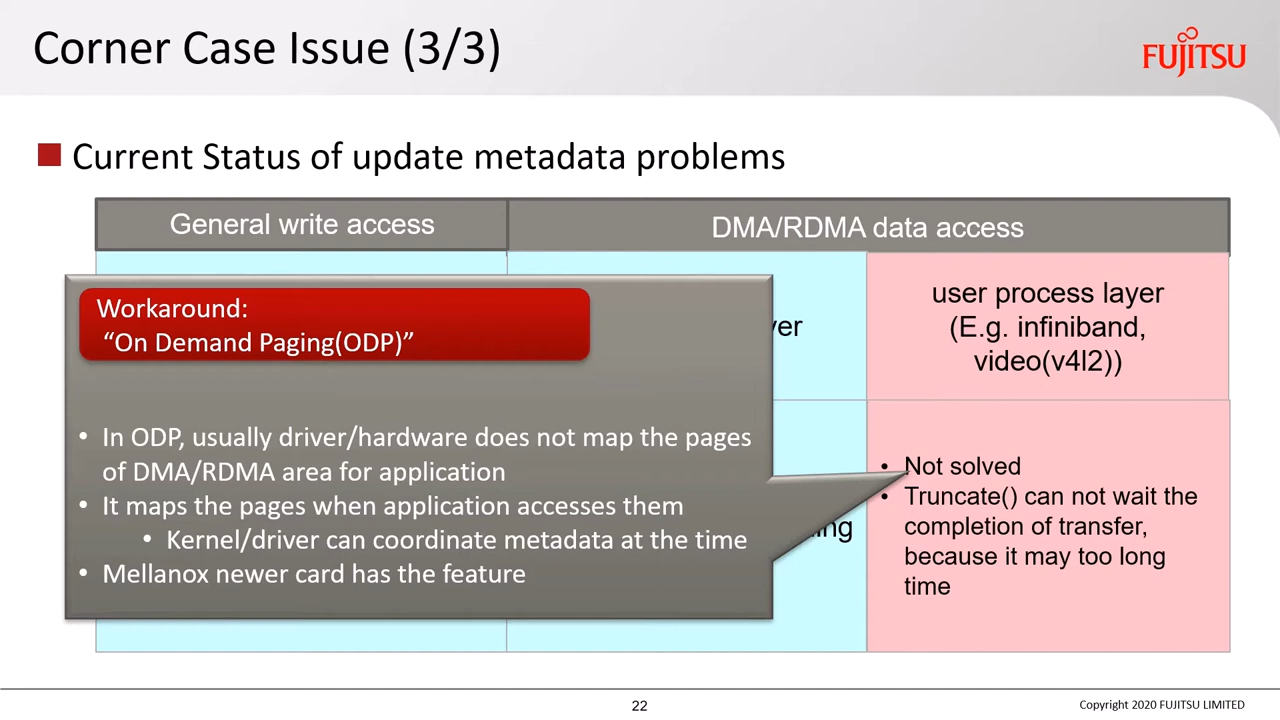 Corner Case Issue (3/3)
FUJITSU
Current Status of update metadata problems
General write access
DMA/RDMA data access
Workaround:
“On Demand Paging(ODP)”
• In ODP, usually driver/hardware does not map the pages
of DMA/RDMA area for application
• It maps the pages when application accesses them
• Kernel/driver can coordinate metadata at the time
• Mellanox newer card has the feature
user process layer
(E.g. infiniband,
video(v4l2))
• Not solved
• Truncate() can not wait the
completion of transfer,
because it may too long
time
22
Copyright 2020 FUJITSU LIMITED